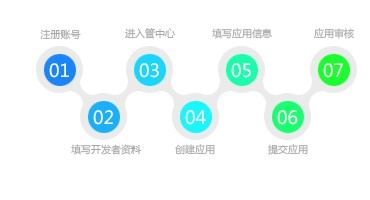 注册账号
进入管中心
填写应用信息
应用审核
01
03
05
07
02
04
06
填写开发者资料
创建应用
提交应用